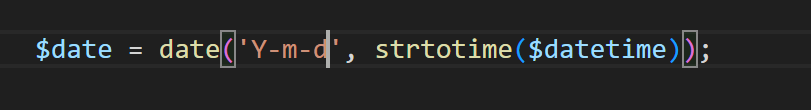 $date = date('Y-m-d', strtotime($datetime));